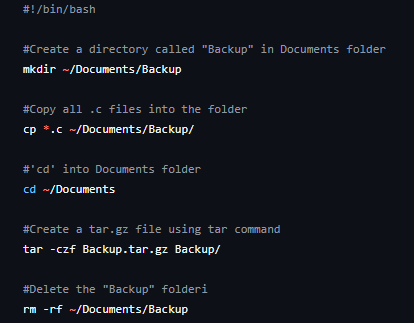 #!/bin/bash
#Create a directory called "Backup" in Documents folder
mkdir ~/Documents/Backup
#Copy all .c files into the folder
cp *.c ~/Documents/Backup/
#'cd' into Documents folder
cd ~/Documents
#Create a tar.gz file using tar command
tar -czf Backup.tar.gz Backup/
#Delete the "Backup" folderi
rm -rf ~/Documents/Backup